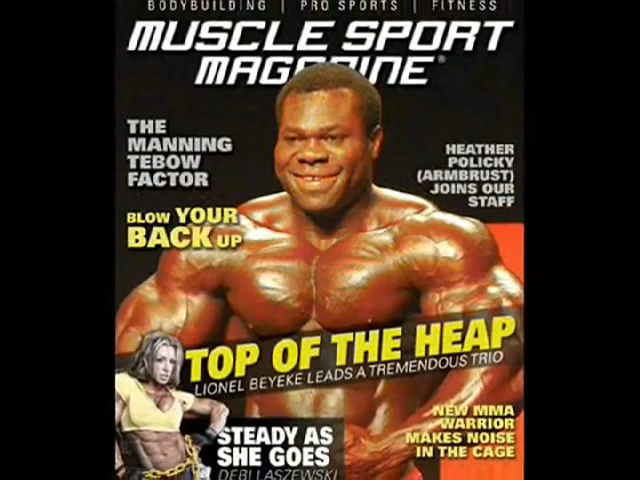 BODYBUILDING | PRO SPORTS | FITNESS
MUSCLE SPORT
MAGAZINE®
THE
MANNING
TEBOW
FACTOR
HEATHER
POLICKY
(ARMBRUST)
JOINS OUR
STAFF
BLOW YOUR
BACK UP
TOP OF THE HEAP
LIONEL BEYEKE LEADS A TREMENDOUS TRIO
NEW MMA
WARRIOR
MAKES NOISE
IN THE CAGE
STEADY AS
SHE GOES
DEBI LASZEWSKI